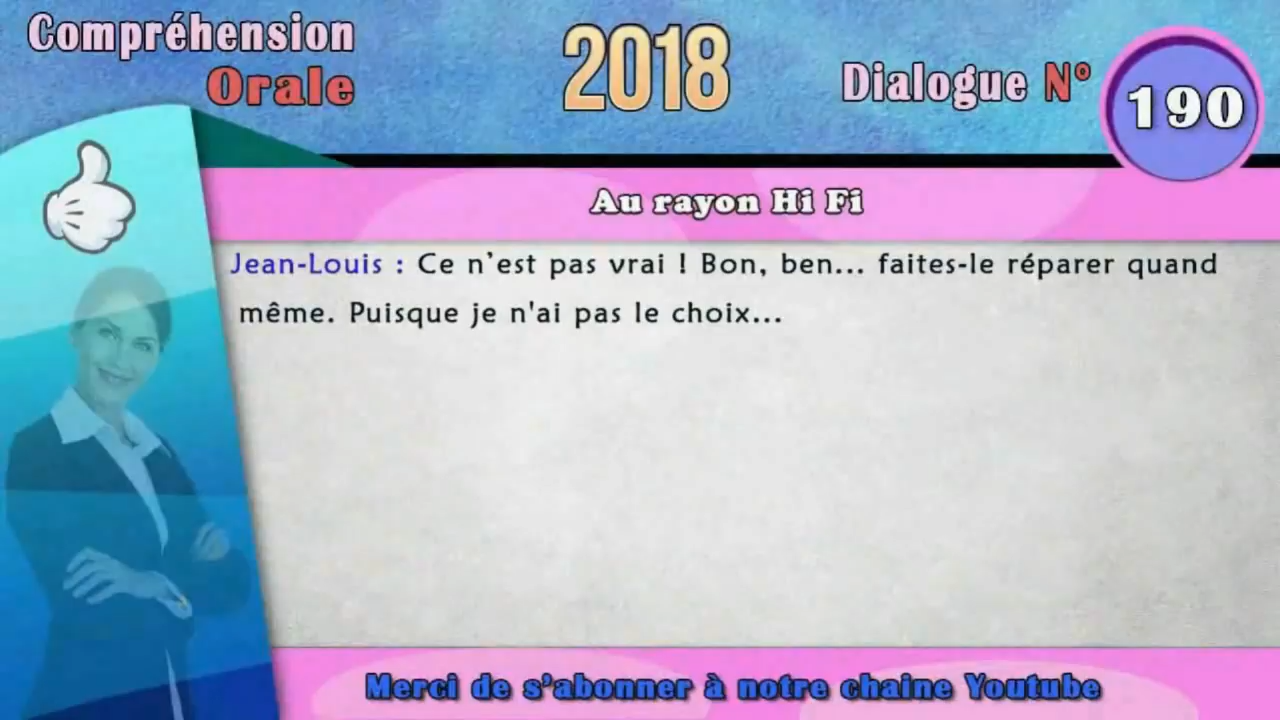 Compréhension
Orale
2018
Dialogue N°
190
Au rayon Hi Fi
Jean-Louis : Ce n’est pas vrai ! Bon, ben... faites-le réparer quand
même. Puisque je n'ai pas le choix...
Merci de s’abonner à notre chaine Youtube